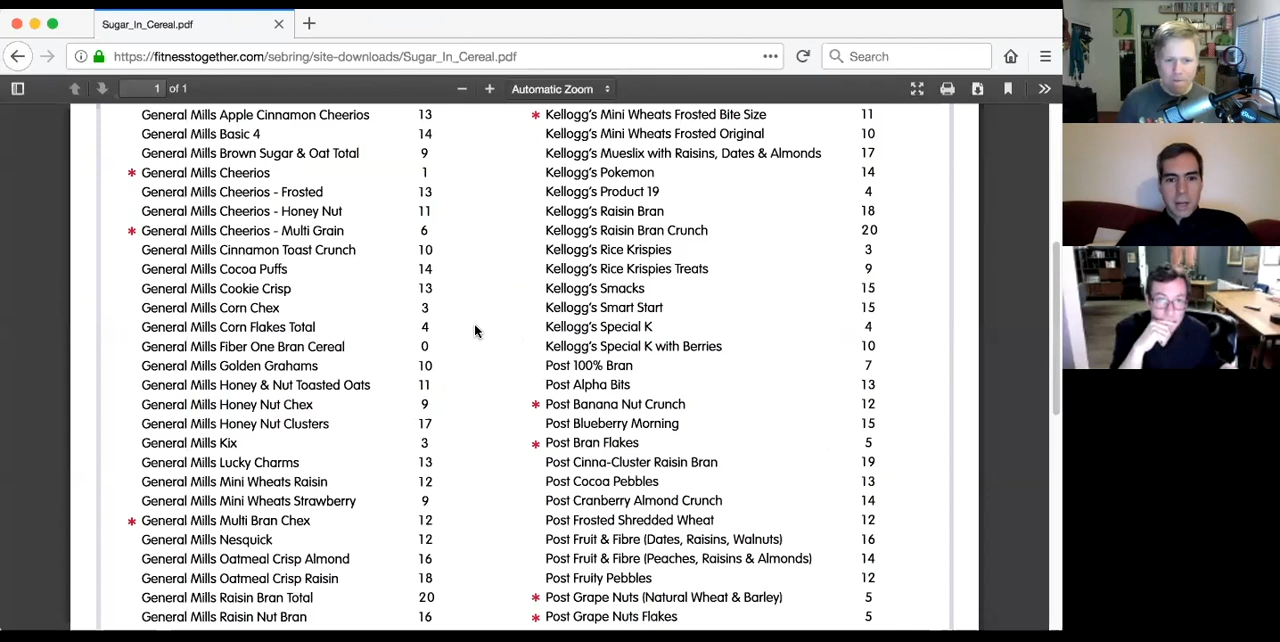 Sugar_In_Cereal.pdf
https://fitnesstogether.com/sebring/site-downloads/Sugar_In_Cereal.pdf
Search
1 of 1
Automatic Zoom
General Mills Apple Cinnamon Cheerios 13
General Mills Basic 4 14
General Mills Brown Sugar & Oat Total 9
* General Mills Cheerios 1
General Mills Cheerios - Frosted 13
General Mills Cheerios - Honey Nut 11
* General Mills Cheerios - Multi Grain 6
General Mills Cinnamon Toast Crunch 10
General Mills Cocoa Puffs 14
General Mills Cookie Crisp 13
General Mills Corn Chex 3
General Mills Corn Flakes Total 4
General Mills Fiber One Bran Cereal 0
General Mills Golden Grahams 10
General Mills Honey & Nut Toasted Oats 11
General Mills Honey Nut Chex 9
General Mills Honey Nut Clusters 17
General Mills Kix 3
General Mills Lucky Charms 13
General Mills Mini Wheats Raisin 12
General Mills Mini Wheats Strawberry 9
* General Mills Multi Bran Chex 12
General Mills Nesquick 12
General Mills Oatmeal Crisp Almond 16
General Mills Oatmeal Crisp Raisin 18
General Mills Raisin Bran Total 20
General Mills Raisin Nut Bran 16
* Kellogg's Mini Wheats Frosted Bite Size 11
Kellogg's Mini Wheats Frosted Original 10
Kellogg's Mueslix with Raisins, Dates & Almonds 17
Kellogg's Pokemon 14
Kellogg's Product 19 4
Kellogg's Raisin Bran 18
Kellogg's Raisin Bran Crunch 20
Kellogg's Rice Krispies 3
Kellogg's Rice Krispies Treats 9
Kellogg's Smacks 15
Kellogg's Smart Start 15
Kellogg's Special K 4
Kellogg's Special K with Berries 10
Post 100% Bran 7
Post Alpha Bits 13
* Post Banana Nut Crunch 12
Post Blueberry Morning 15
* Post Bran Flakes 5
Post Cinna-Cluster Raisin Bran 19
Post Cocoa Pebbles 13
Post Cranberry Almond Crunch 14
Post Frosted Shredded Wheat 12
Post Fruit & Fibre (Dates, Raisins, Walnuts) 16
Post Fruit & Fibre (Peaches, Raisins & Almonds) 14
Post Fruity Pebbles 12
* Post Grape Nuts (Natural Wheat & Barley) 5
* Post Grape Nuts Flakes 5